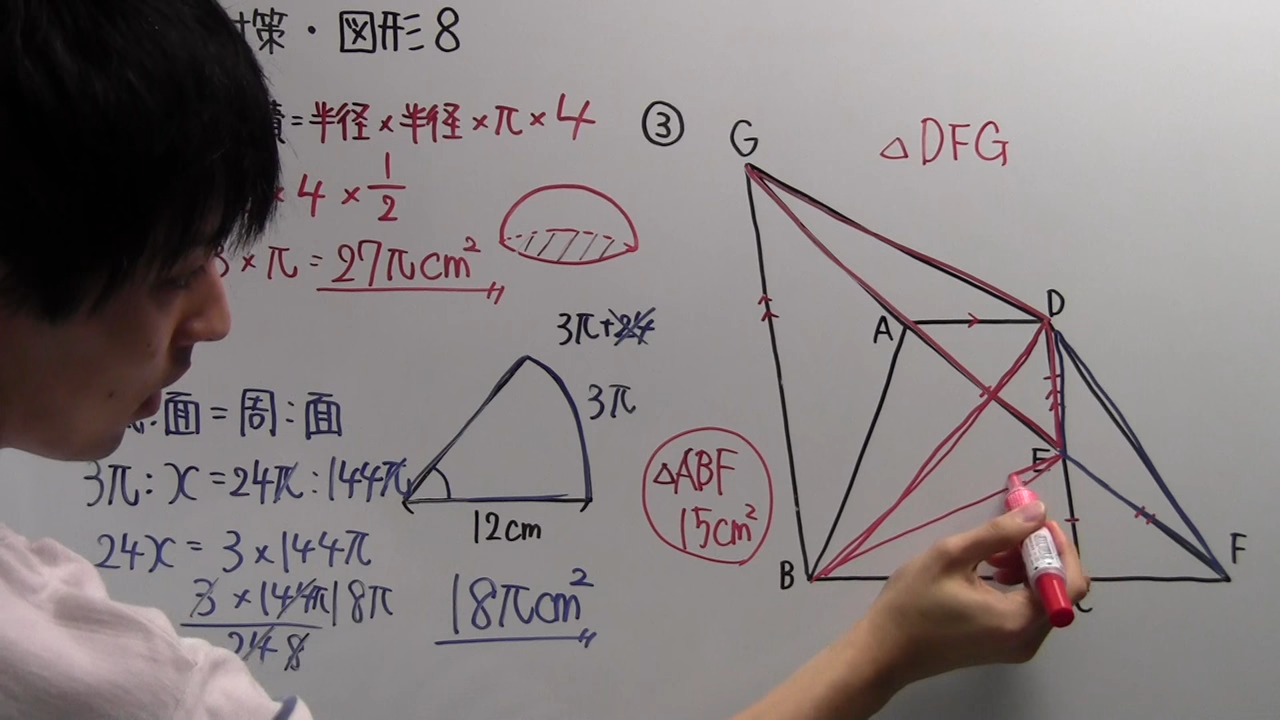 策・図形8
積=半径×半径×π×4
×4×1/2
×π=27πcm²
:面=周:面
3π:x=24π:144π
24x=3×144π
3×144π
24 8
18π
18πcm²
3π+24
3π
12cm
③
△DFG
G
A
D
E
B
F
△ABF
15cm²